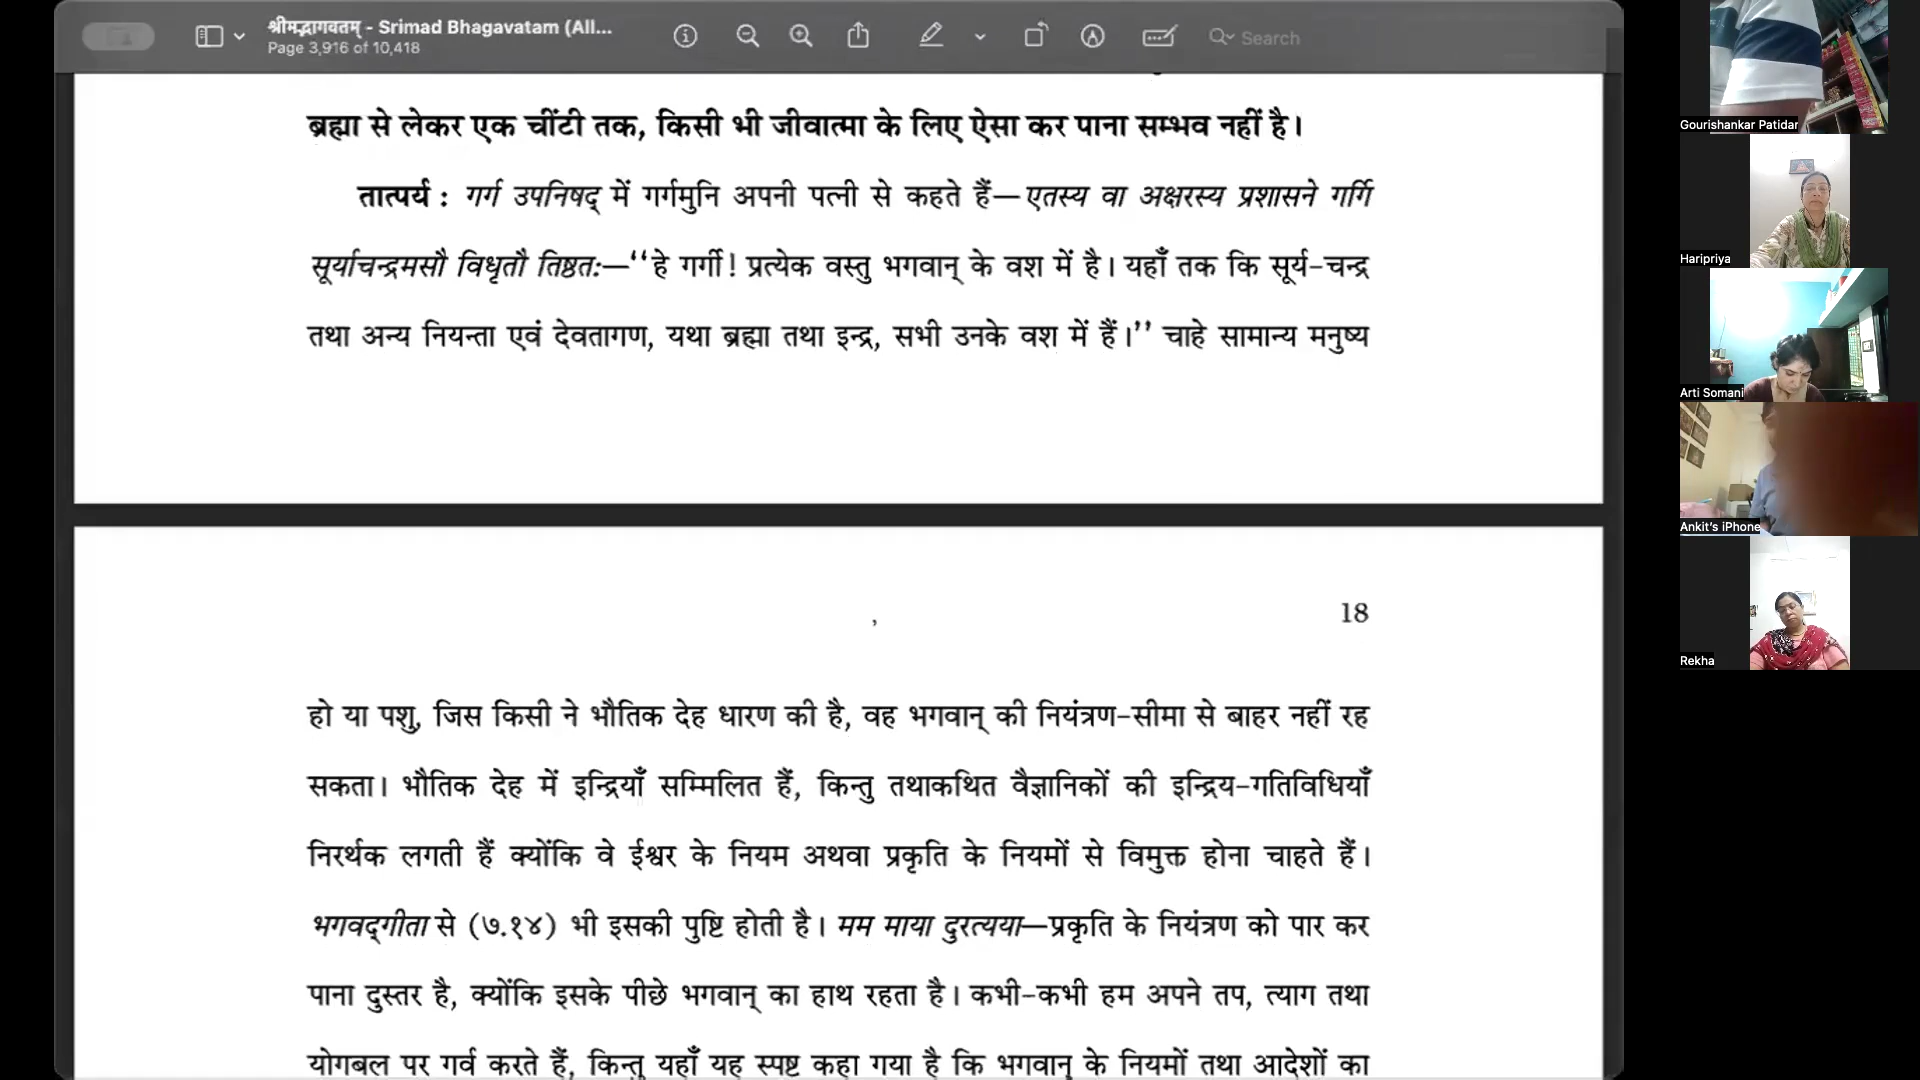 श्रीमद्भागवतम् - Srimad Bhagavatam (All...
Page 3,916 of 10,418
Search
ब्रह्मा से लेकर एक चींटी तक, किसी भी जीवात्मा के लिए ऐसा कर पाना सम्भव नहीं है।
तात्पर्य : गर्ग उपनिषद् में गर्गमुनि अपनी पत्नी से कहते हैं—एतस्य वा अक्षरस्य प्रशासने गर्गि
सूर्याचन्द्रमसौ विधृतौ तिष्ठतः—‘‘हे गर्गी! प्रत्येक वस्तु भगवान् के वश में है। यहाँ तक कि सूर्य-चन्द्र
तथा अन्य नियन्ता एवं देवतागण, यथा ब्रह्मा तथा इन्द्र, सभी उनके वश में हैं।’’ चाहे सामान्य मनुष्य
18
हो या पशु, जिस किसी ने भौतिक देह धारण की है, वह भगवान् की नियंत्रण-सीमा से बाहर नहीं रह
सकता। भौतिक देह में इन्द्रियाँ सम्मिलित हैं, किन्तु तथाकथित वैज्ञानिकों की इन्द्रिय-गतिविधियाँ
निरर्थक लगती हैं क्योंकि वे ईश्वर के नियम अथवा प्रकृति के नियमों से विमुक्त होना चाहते हैं।
भगवद्गीता से (७.१४) भी इसकी पुष्टि होती है। मम माया दुरत्यया—प्रकृति के नियंत्रण को पार कर
पाना दुस्तर है, क्योंकि इसके पीछे भगवान् का हाथ रहता है। कभी-कभी हम अपने तप, त्याग तथा
योगबल पर गर्व करते हैं, किन्तु यहाँ यह स्पष्ट कहा गया है कि भगवान् के नियमों तथा आदेशों का
Gourishankar Patidar
Haripriya
Arti Somani
Ankit’s iPhone
Rekha